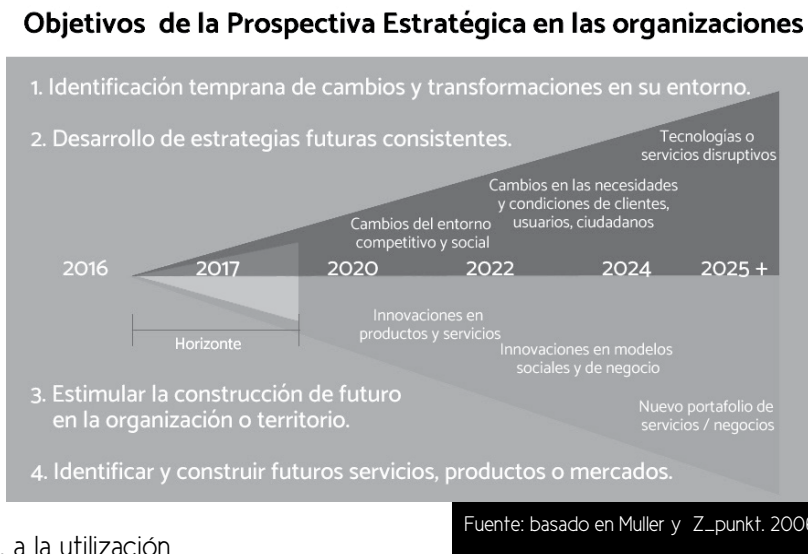 Objetivos de la Prospectiva Estratégica en las organizaciones
1. Identificación temprana de cambios y transformaciones en su entorno.
2. Desarrollo de estrategias futuras consistentes.
Tecnologías o
servicios disruptivos
Cambios en las necesidades
y condiciones de clientes,
usuarios, ciudadanos
Cambios del entorno
competitivo y social
2016 2017 2020 2022 2024 2025 +
Horizonte
Innovaciones en
productos y servicios
Innovaciones en modelos
sociales y de negocio
Nuevo portafolio de
servicios / negocios
3. Estimular la construcción de futuro
en la organización o territorio.
4. Identificar y construir futuros servicios, productos o mercados.
Fuente: basado en Muller y Z_punkt. 2006
a la utilización